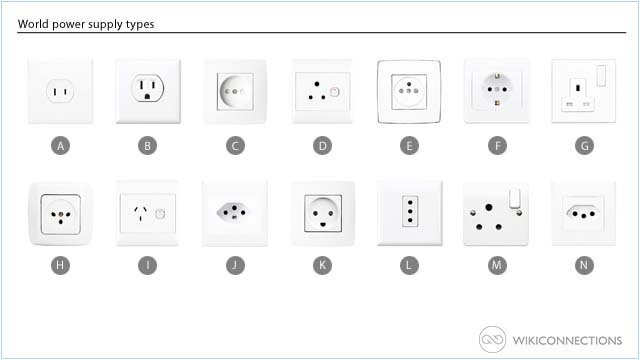 World power supply types
A B C D E F G
H I J K L M N
WIKICONNECTIONS